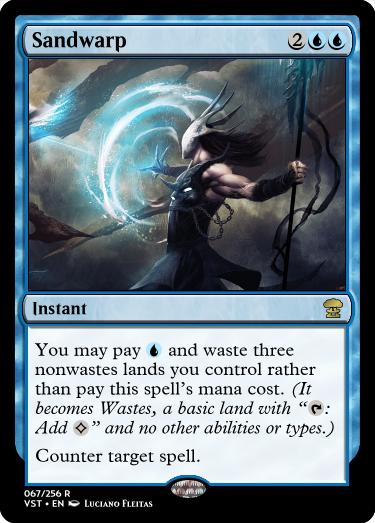 Sandwarp 2
Instant
You may pay and waste three
nonwastes lands you control rather
than pay this spell's mana cost. (It
becomes Wastes, a basic land with “ :
Add ” and no other abilities or types.)
Counter target spell.
067/256 R
VST • EN LUCIANO FLEITAS